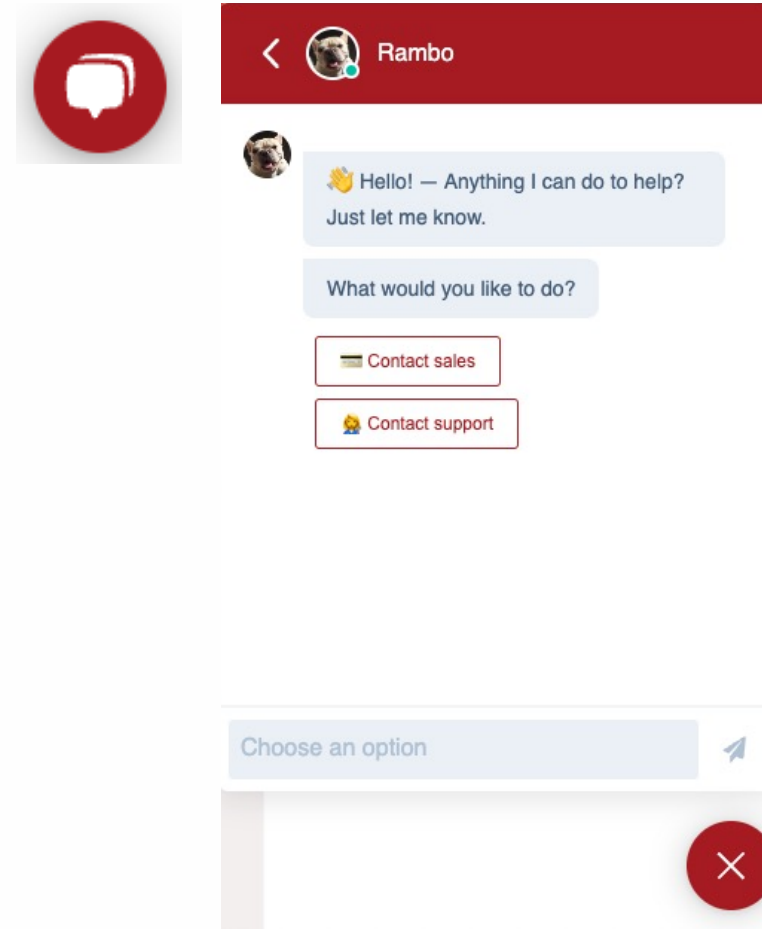 Rambo
👋 Hello! — Anything I can do to help?
Just let me know.
What would you like to do?
💳 Contact sales
🙋 Contact support
Choose an option